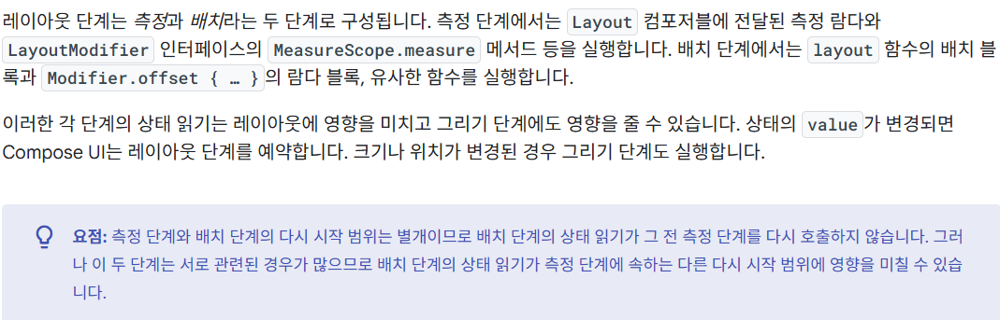 레이아웃 단계는 측정과 배치라는 두 단계로 구성됩니다. 측정 단계에서는 Layout 컴포저블에 전달된 측정 람다와
LayoutModifier 인터페이스의 MeasureScope.measure 메서드 등을 실행합니다. 배치 단계에서는 layout 함수의 배치 블
록과 Modifier.offset { … }의 람다 블록, 유사한 함수를 실행합니다.
이러한 각 단계의 상태 읽기는 레이아웃에 영향을 미치고 그리기 단계에도 영향을 줄 수 있습니다. 상태의 value가 변경되면
Compose UI는 레이아웃 단계를 예약합니다. 크기나 위치가 변경된 경우 그리기 단계도 실행합니다.
요점: 측정 단계와 배치 단계의 다시 시작 범위는 별개이므로 배치 단계의 상태 읽기가 그 전 측정 단계를 다시 호출하지 않습니다. 그러
나 이 두 단계는 서로 관련된 경우가 많으므로 배치 단계의 상태 읽기가 측정 단계에 속하는 다른 다시 시작 범위에 영향을 미칠 수 있습
니다.